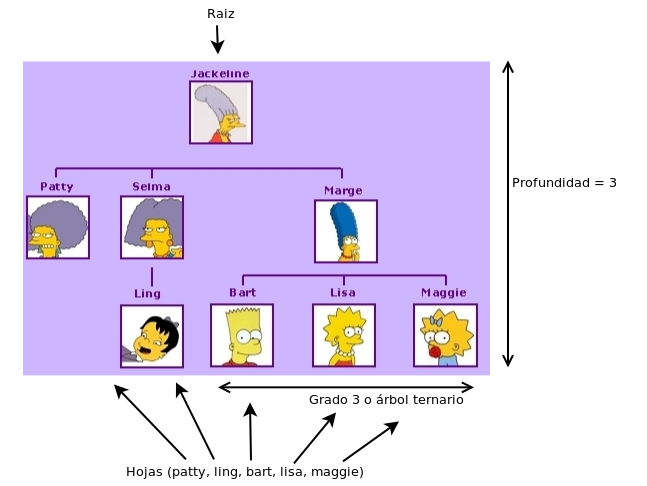 Raiz
Jackeline
Profundidad = 3
Patty
Selma
Marge
Ling
Bart
Lisa
Maggie
Grado 3 o árbol ternario
Hojas (patty, ling, bart, lisa, maggie)